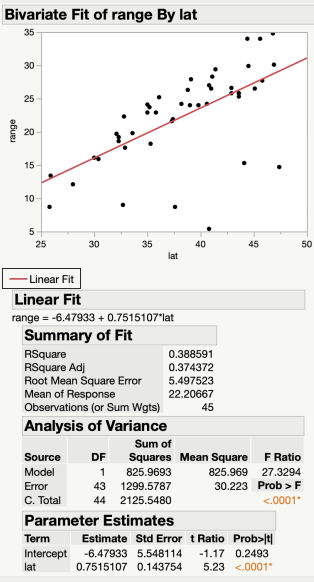 Bivariate Fit of range By lat
35
30
25
20
15
10
5
range
25 30 35 40 45 50
lat
Linear Fit
Linear Fit
range = -6.47933 + 0.7515107*lat
Summary of Fit
RSquare 0.388591
RSquare Adj 0.374372
Root Mean Square Error 5.497523
Mean of Response 22.20667
Observations (or Sum Wgts) 45
Analysis of Variance
Sum of
Source DF Squares Mean Square F Ratio
Model 1 825.9693 825.969 27.3294
Error 43 1299.5787 30.223 Prob > F
C. Total 44 2125.5480 <.0001*
Parameter Estimates
Term Estimate Std Error t Ratio Prob>|t|
Intercept -6.47933 5.548114 -1.17 0.2493
lat 0.7515107 0.143754 5.23 <.0001*